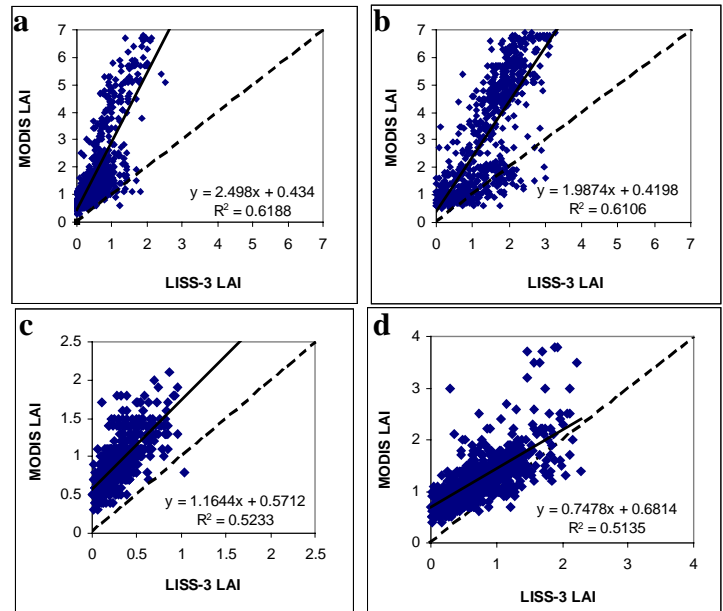 a
7
6
5
4
3
2
1
0
MODIS LAI
y = 2.498x + 0.434
R² = 0.6188
0 1 2 3 4 5 6 7
LISS-3 LAI
b
7
6
5
4
3
2
1
0
MODIS LAI
y = 1.9874x + 0.4198
R² = 0.6106
0 1 2 3 4 5 6 7
LISS-3 LAI
c
2.5
2
1.5
1
0.5
0
MODIS LAI
y = 1.1644x + 0.5712
R² = 0.5233
0 0.5 1 1.5 2 2.5
LISS-3 LAI
d
4
3
2
1
0
MODIS LAI
y = 0.7478x + 0.6814
R² = 0.5135
0 1 2 3 4
LISS-3 LAI